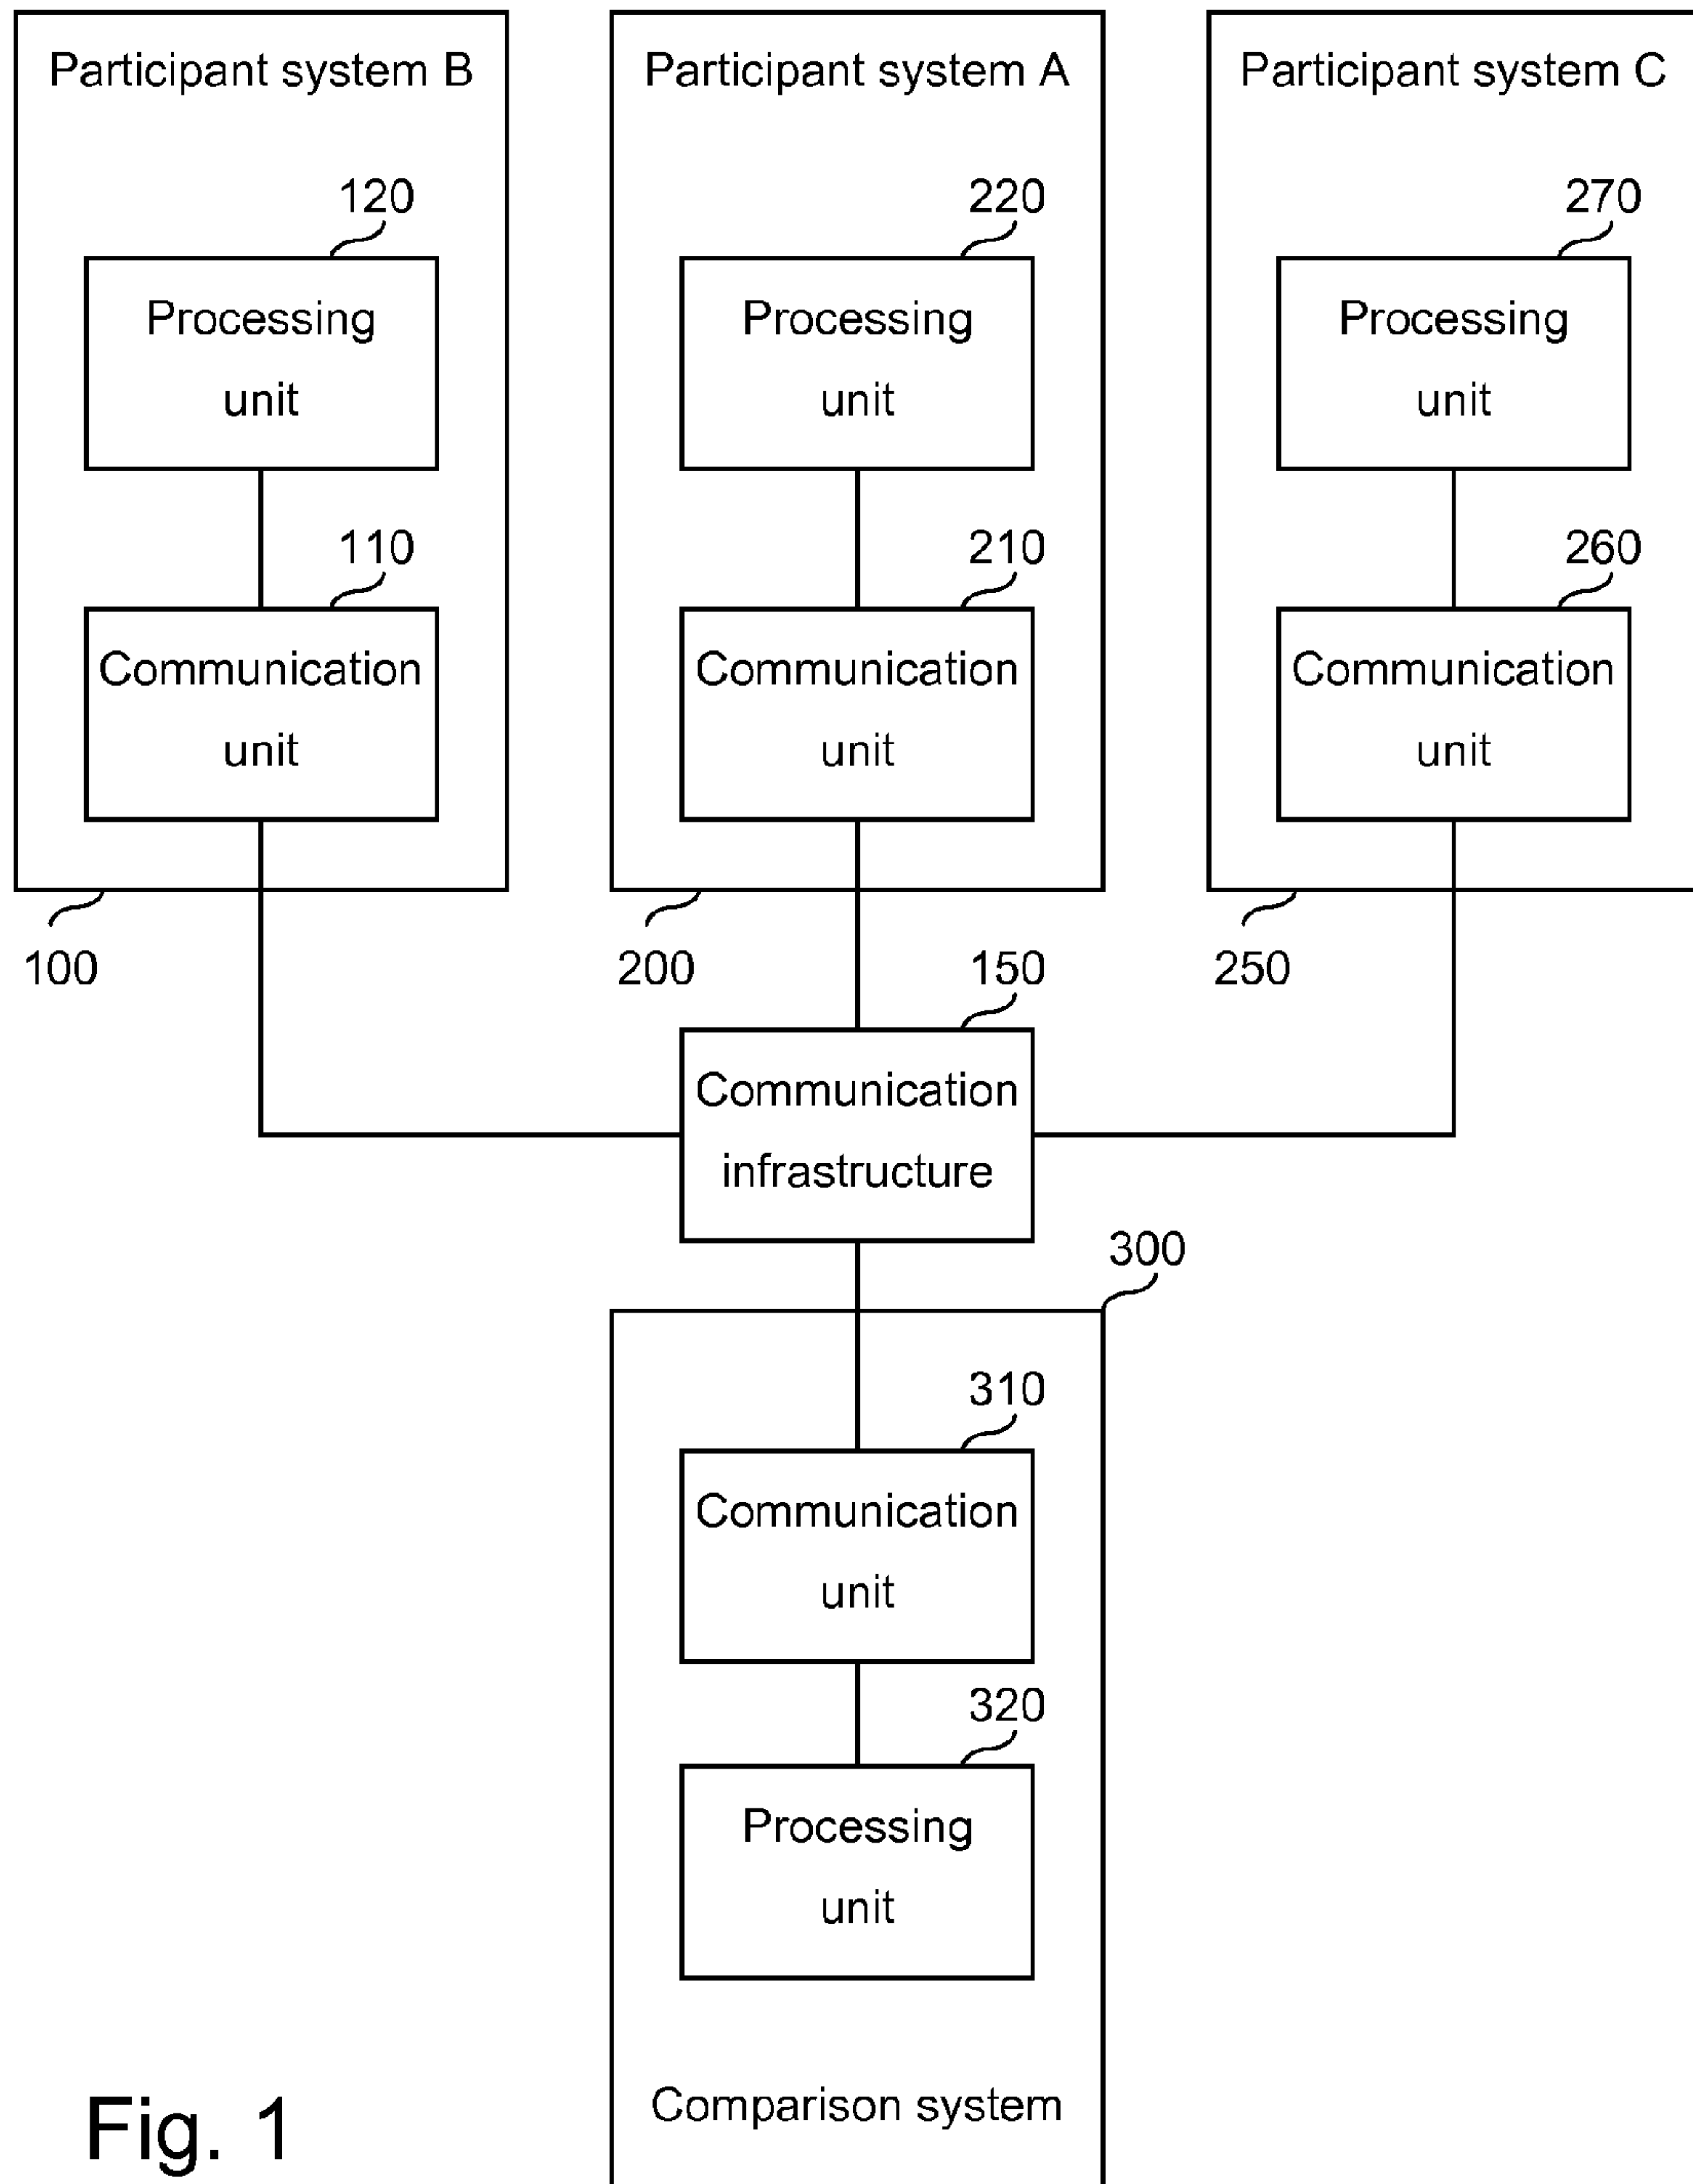 Participant system B
Participant system A
Participant system C
120
220
270
Processing
unit
Processing
unit
Processing
unit
110
210
260
Communication
unit
Communication
unit
Communication
unit
100
200
150
250
Communication
infrastructure
300
310
Communication
unit
320
Processing
unit
Comparison system
Fig. 1